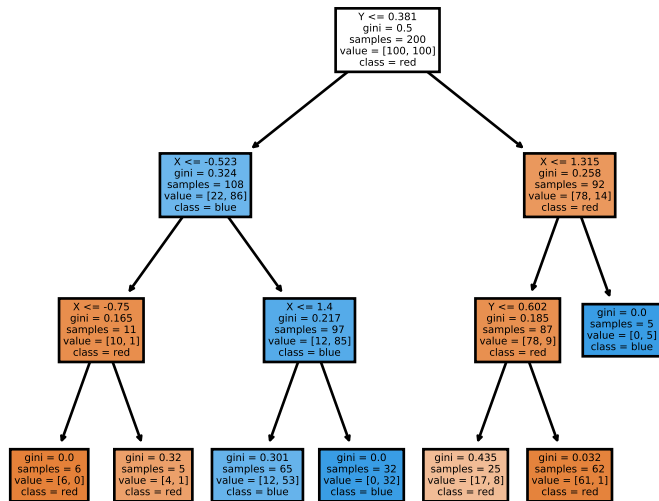 Y <= 0.381
gini = 0.5
samples = 200
value = [100, 100]
class = red
X <= -0.523
gini = 0.324
samples = 108
value = [22, 86]
class = blue
X <= 1.315
gini = 0.258
samples = 92
value = [78, 14]
class = red
X <= -0.75
gini = 0.165
samples = 11
value = [10, 1]
class = red
X <= 1.4
gini = 0.217
samples = 97
value = [12, 85]
class = blue
Y <= 0.602
gini = 0.185
samples = 87
value = [78, 9]
class = red
gini = 0.0
samples = 5
value = [0, 5]
class = blue
gini = 0.0
samples = 6
value = [6, 0]
class = red
gini = 0.32
samples = 5
value = [4, 1]
class = red
gini = 0.301
samples = 65
value = [12, 53]
class = blue
gini = 0.0
samples = 32
value = [0, 32]
class = blue
gini = 0.435
samples = 25
value = [17, 8]
class = red
gini = 0.032
samples = 62
value = [61, 1]
class = red